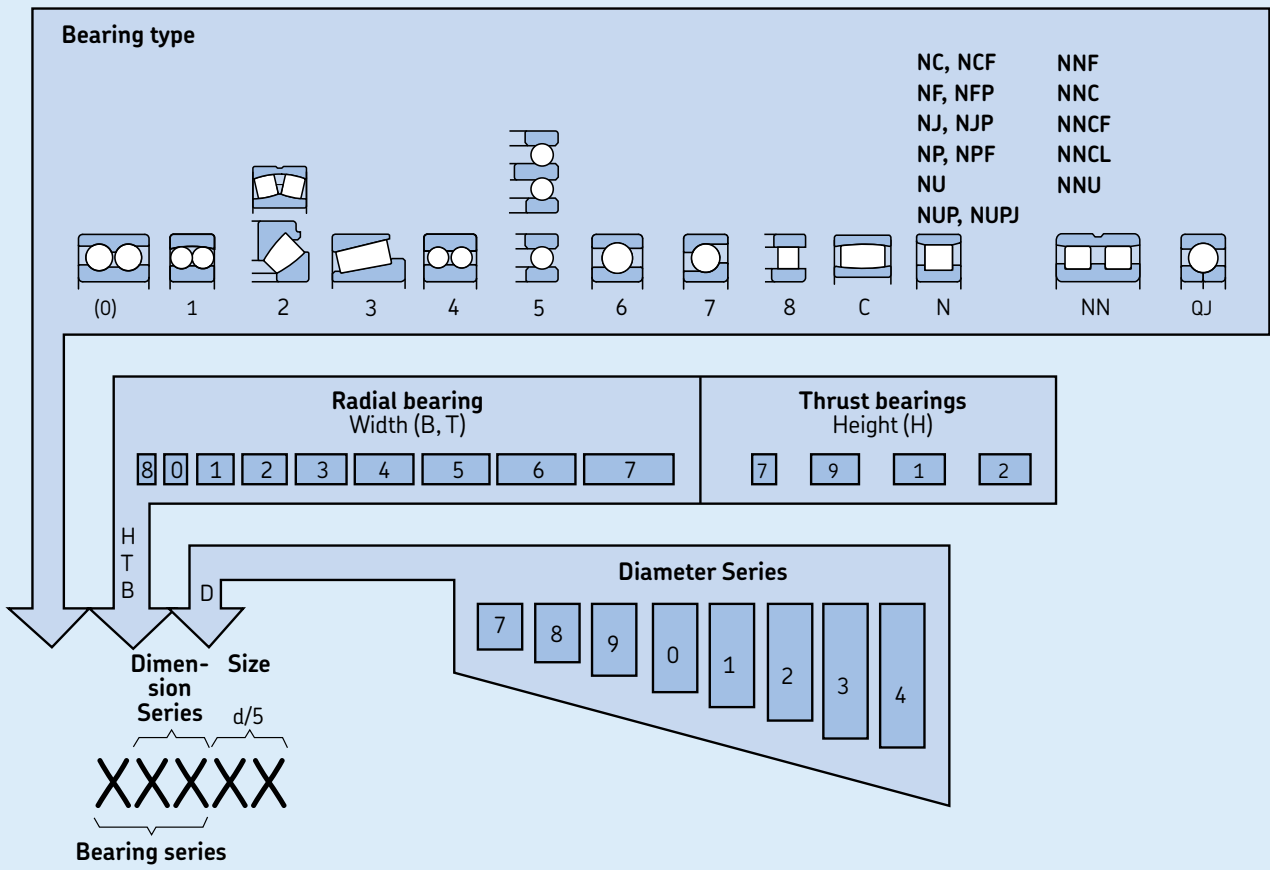 Bearing type
NC, NCF
NF, NFP
NJ, NJP
NP, NPF
NU
NUP, NUPJ
NNF
NNC
NNCF
NNCL
NNU
(0) 1 2 3 4 5 6 7 8 C N NN QJ
Radial bearing
Width (B, T)
8 0 1 2 3 4 5 6 7
Thrust bearings
Height (H)
7 9 1 2
H
T
B
D
Diameter Series
7 8 9 0 1 2 3 4
Dimen-
sion
Series
Size
d/5
XXXXX
Bearing series